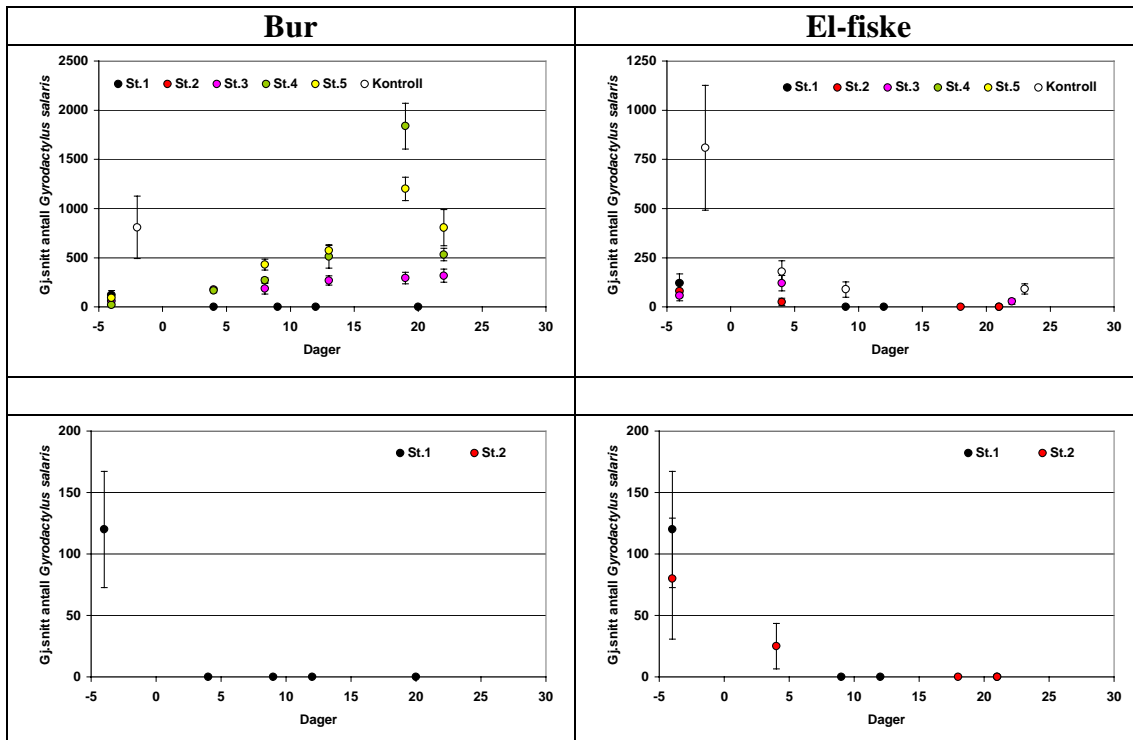 Bur
El-fiske
St.1 St.2 St.3 St.4 St.5 Kontroll
Gj.snitt antall Gyrodactylus salaris
2500
2000
1500
1000
500
0
-5 0 5 10 15 20 25 30
Dager
St.1 St.2 St.3 St.4 St.5 Kontroll
Gj.snitt antall Gyrodactylus salaris
1250
1000
750
500
250
0
-5 0 5 10 15 20 25 30
Dager
St.1 St.2
Gj.snitt antall Gyrodactylus salaris
200
150
100
50
0
-5 0 5 10 15 20 25 30
Dager
St.1 St.2
Gj.snitt antall Gyrodactylus salaris
200
150
100
50
0
-5 0 5 10 15 20 25 30
Dager